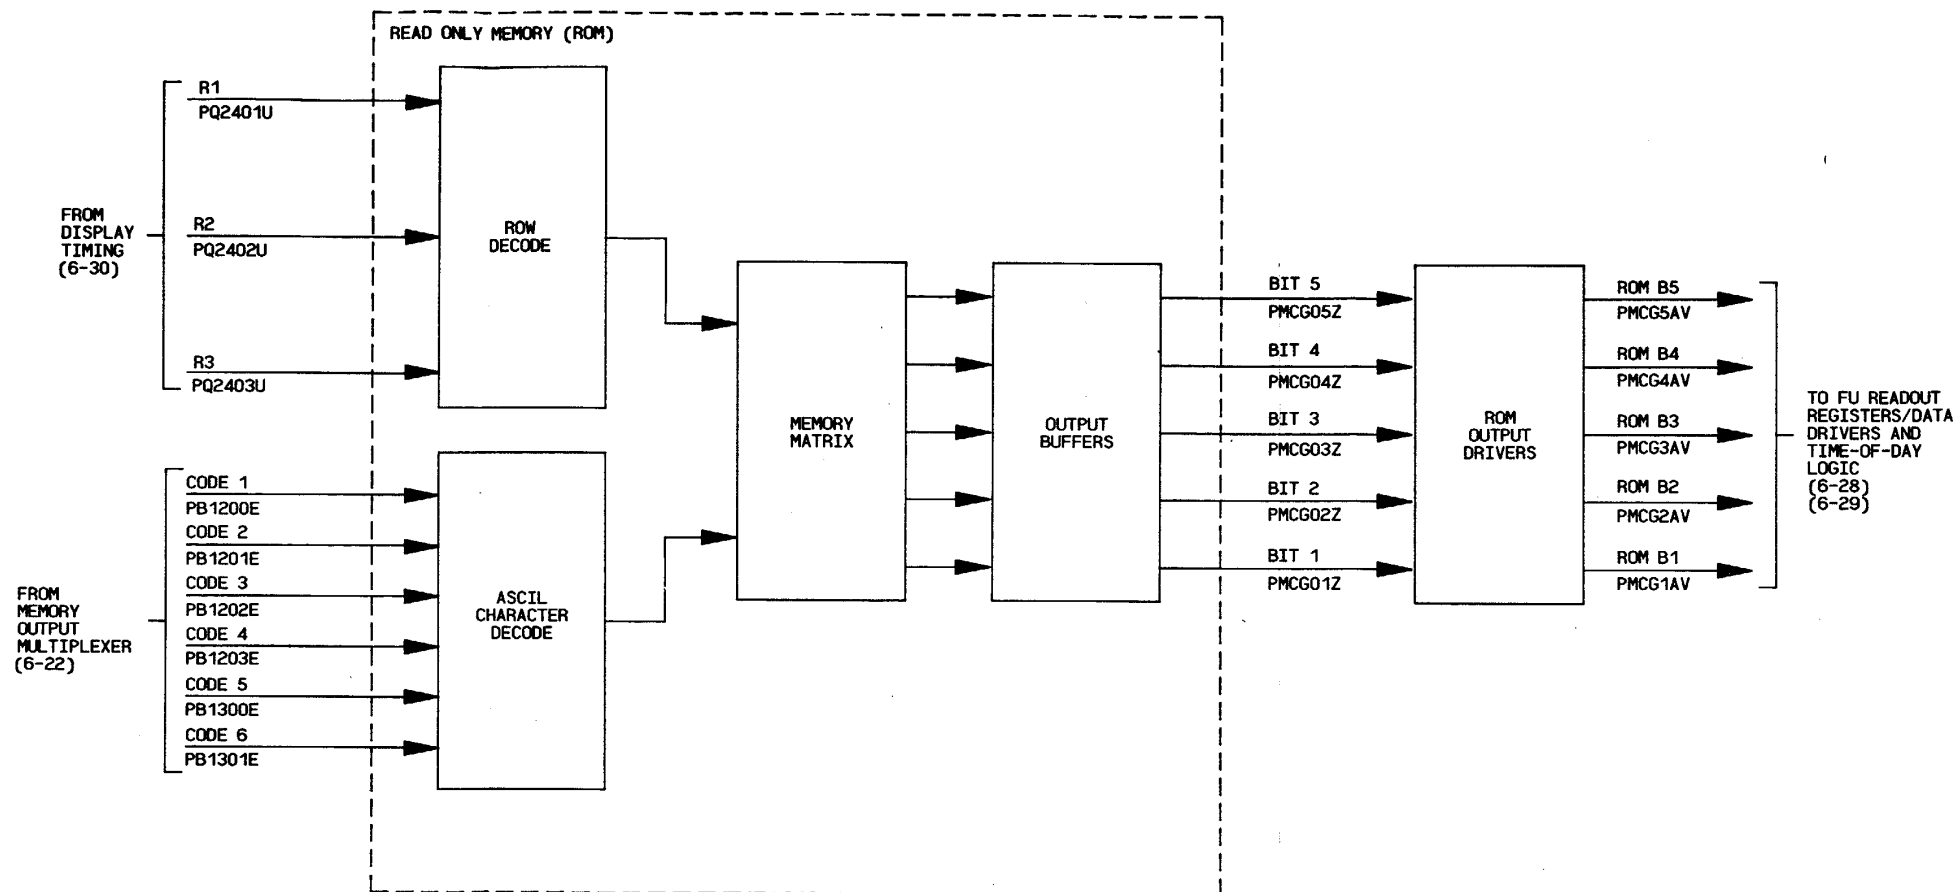 READ ONLY MEMORY (ROM)
FROM
DISPLAY
TIMING
(6-30)
R1
PQ2401U
R2
PQ2402U
R3
PQ2403U
ROW
DECODE
FROM
MEMORY
OUTPUT
MULTIPLEXER
(6-22)
CODE 1
PB1200E
CODE 2
PB1201E
CODE 3
PB1202E
CODE 4
PB1203E
CODE 5
PB1300E
CODE 6
PB1301E
ASCIL
CHARACTER
DECODE
MEMORY
MATRIX
OUTPUT
BUFFERS
BIT 5
PMCG05Z
BIT 4
PMCG04Z
BIT 3
PMCG03Z
BIT 2
PMCG02Z
BIT 1
PMCG01Z
ROM
OUTPUT
DRIVERS
ROM B5
PMCG5AV
ROM B4
PMCG4AV
ROM B3
PMCG3AV
ROM B2
PMCG2AV
ROM B1
PMCG1AV
TO FU READOUT
REGISTERS/DATA
DRIVERS AND
TIME-OF-DAY
LOGIC
(6-28)
(6-29)